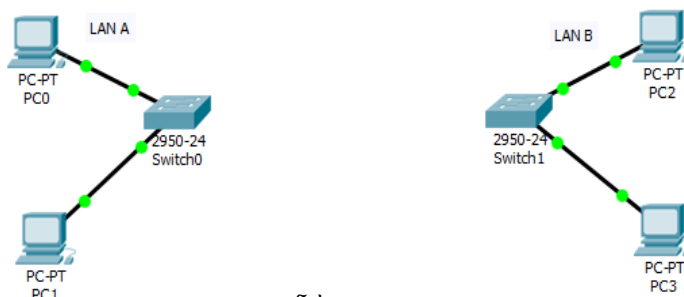 LAN A
LAN B
PC-PT
PC0
PC-PT
PC2
2950-24
Switch0
2950-24
Switch1
PC-PT
PC1
PC-PT
PC3